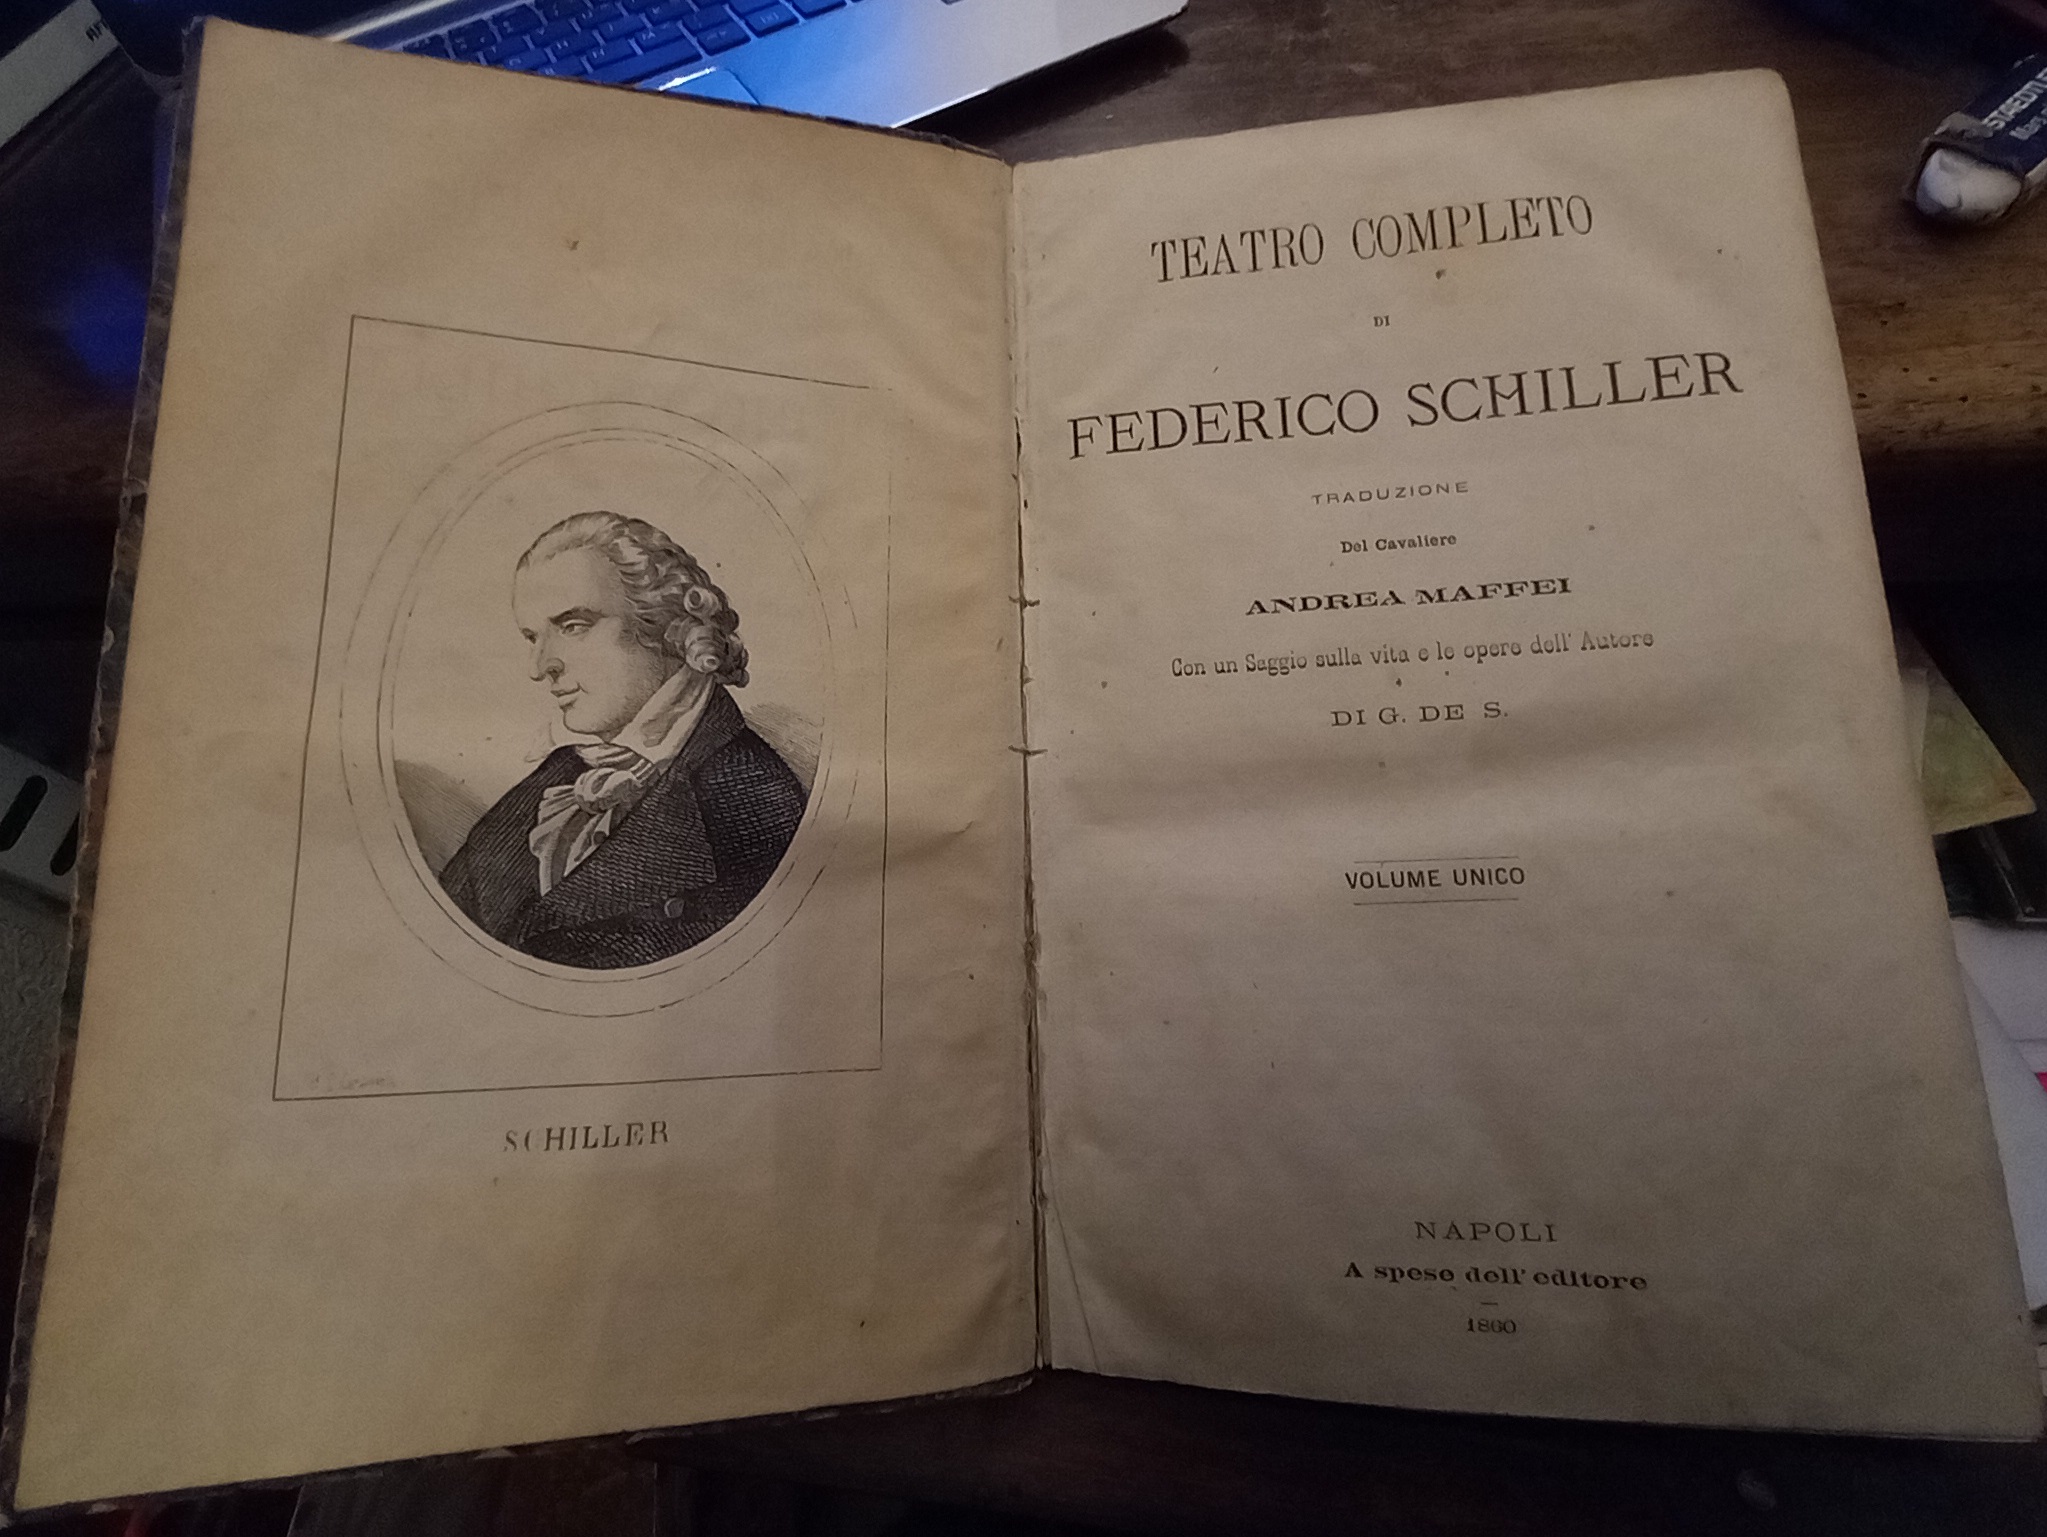 SCHILLER
TEATRO COMPLETO
DI
FEDERICO SCHILLER
TRADUZIONE
Del Cavaliere
ANDREA MAFFEI
Con un Saggio sulla vita e le opere dell' Autore
DI G. DE S.
VOLUME UNICO
NAPOLI
A spese dell' editore
1860
STAEDTLER